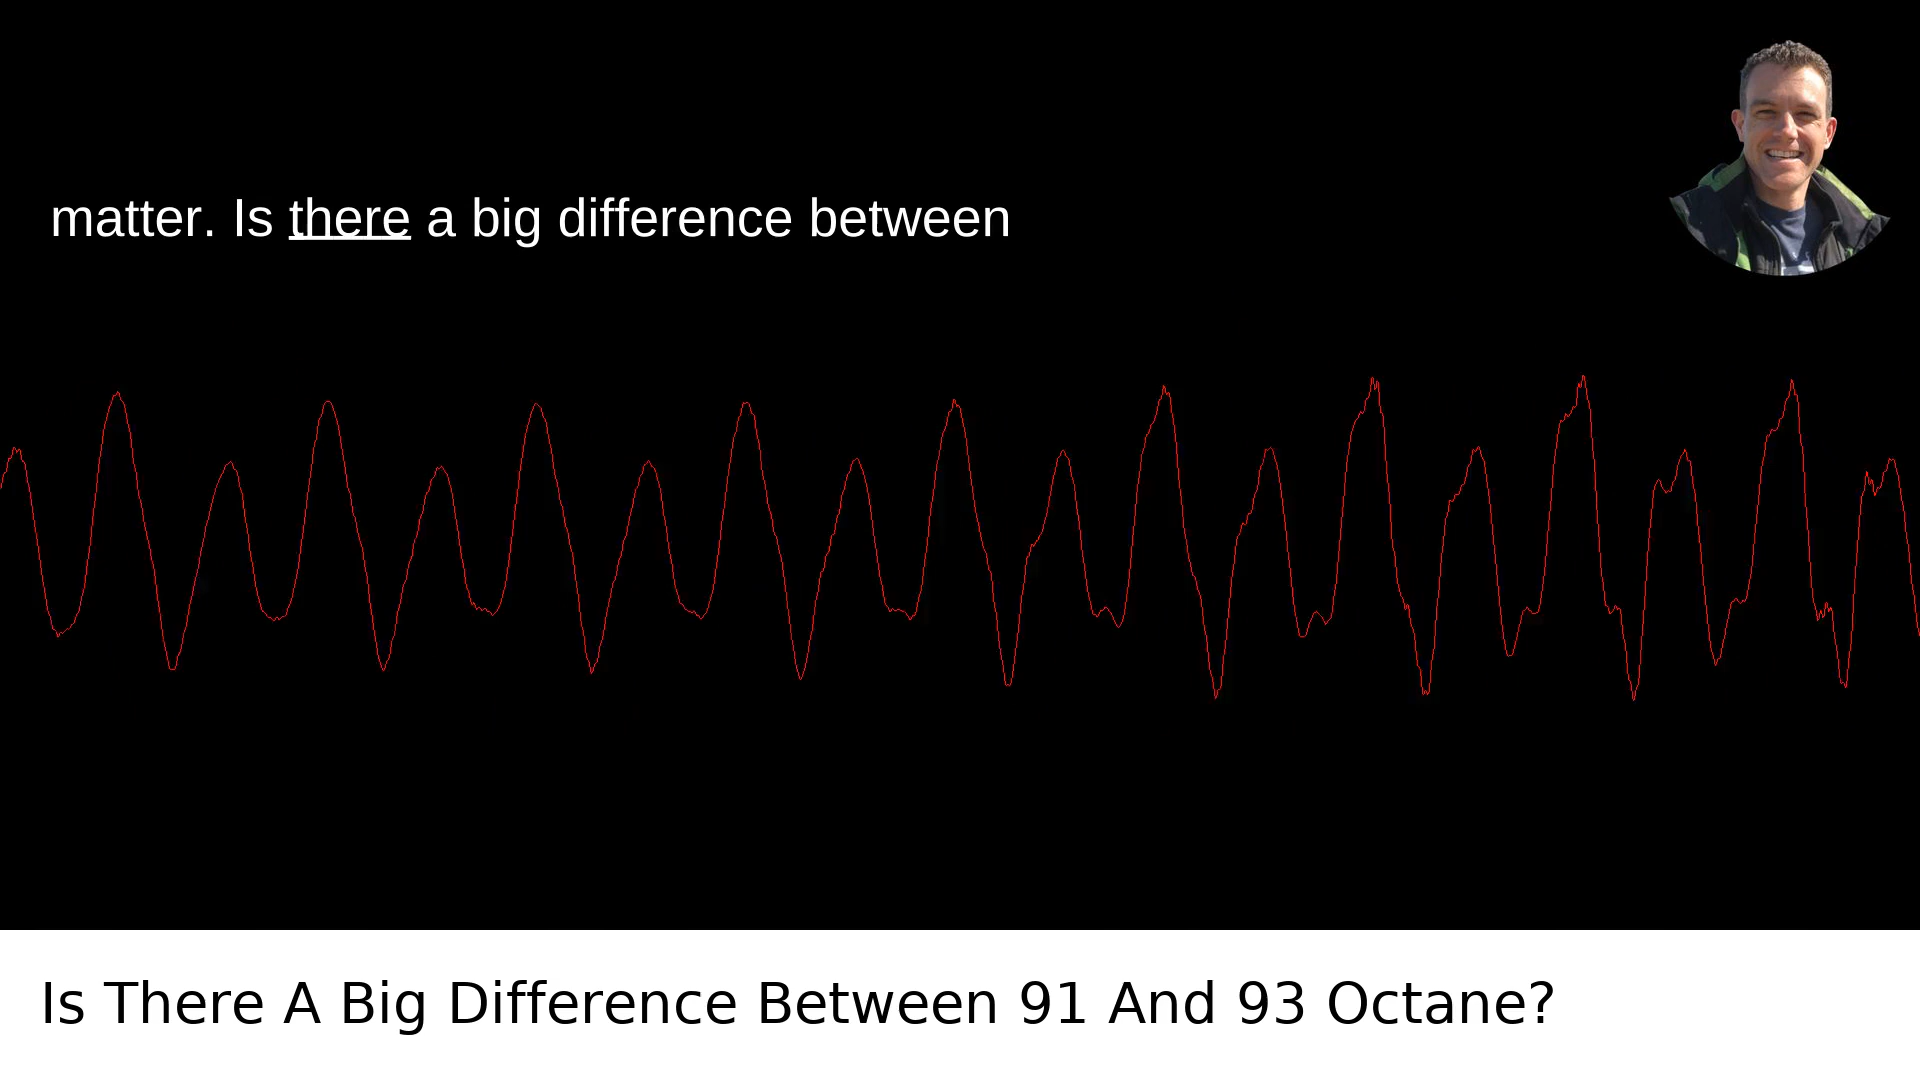 matter. Is there a big difference between
Is There A Big Difference Between 91 And 93 Octane?